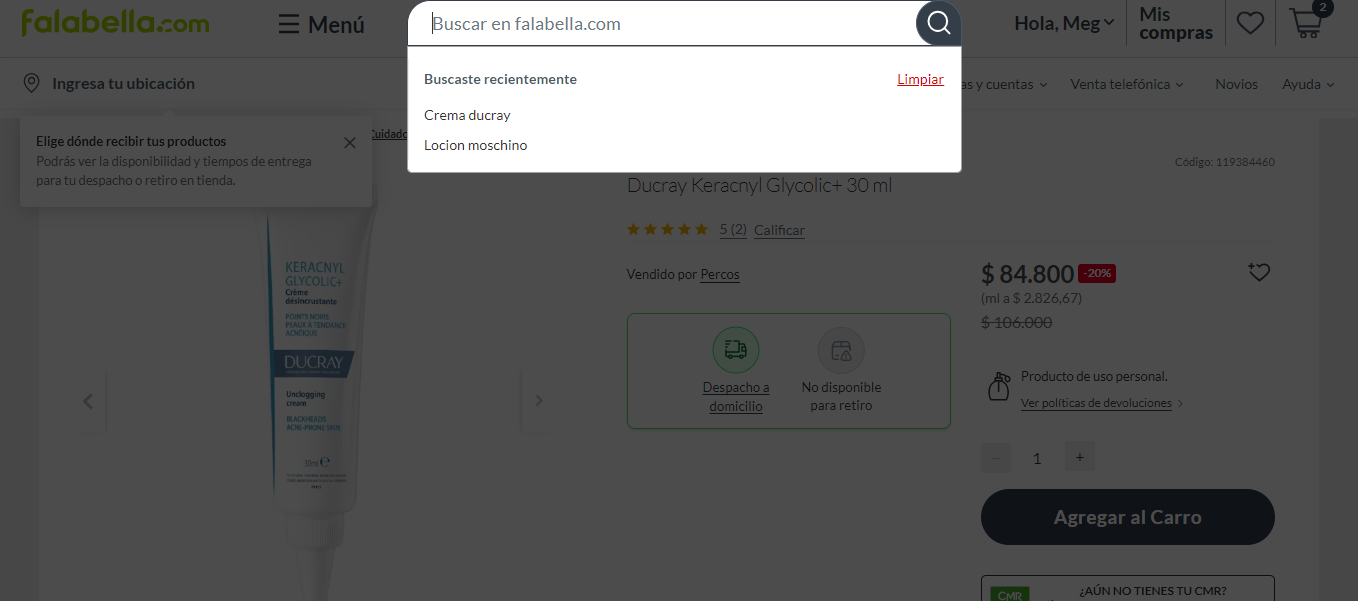 falabella.com
Menú
Buscar en falabella.com
Hola, Meg
Mis
compras
2
Ingresa tu ubicación
Buscaste recientemente
Limpiar
Crema ducray
Locion moschino
as y cuentas
Venta telefónica
Novios
Ayuda
Elige dónde recibir tus productos
Podrás ver la disponibilidad y tiempos de entrega
para tu despacho o retiro en tienda.
Cuidado
Código: 119384460
Ducray Keracnyl Glycolic+ 30 ml
5 (2)
Calificar
Vendido por Percos
$ 84.800
-20%
(ml a $ 2.826,67)
$ 106.000
Despacho a
domicilio
No disponible
para retiro
Producto de uso personal.
Ver políticas de devoluciones
1
+
Agregar al Carro
CMR
¿AÚN NO TIENES TU CMR?
KERACNYL
GLYCOLIC+
Crème
désincrustante
POINTS NOIRS
PEAUX À TENDANCE
ACNÉIQUE
DUCRAY
Unclogging
cream
BLACKHEADS
ACNE-PRONE SKIN
30ml e